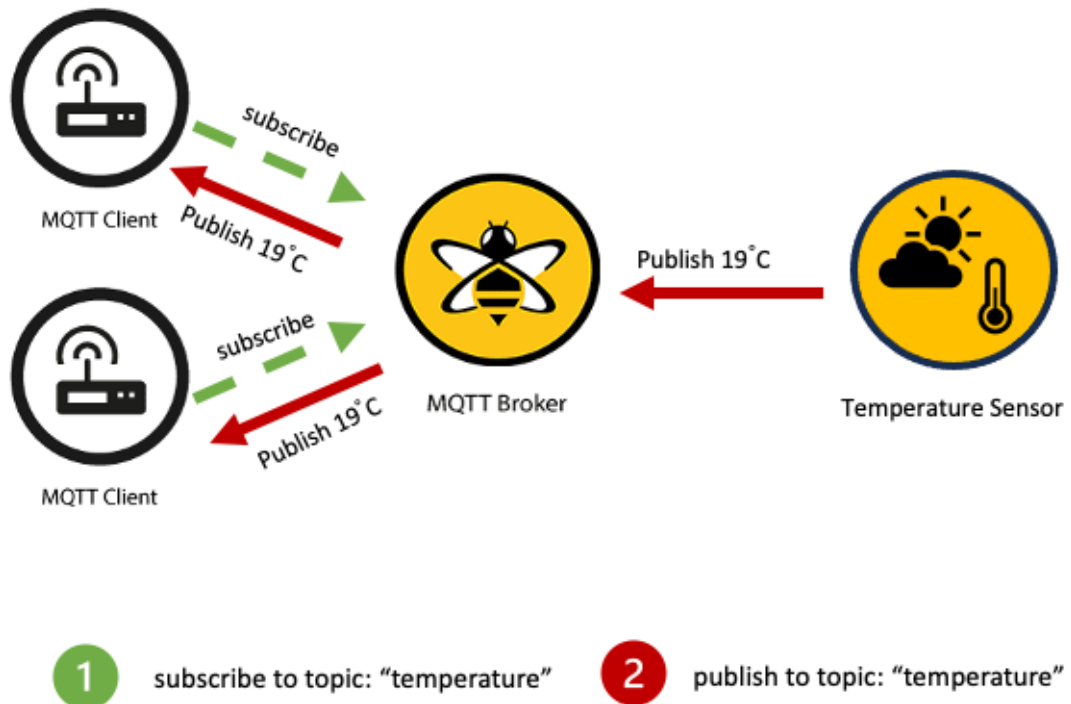 subscribe
Publish 19°C
MQTT Client
subscribe
Publish 19°C
MQTT Client
MQTT Broker
Publish 19°C
Temperature Sensor
1 subscribe to topic: “temperature”
2 publish to topic: “temperature”